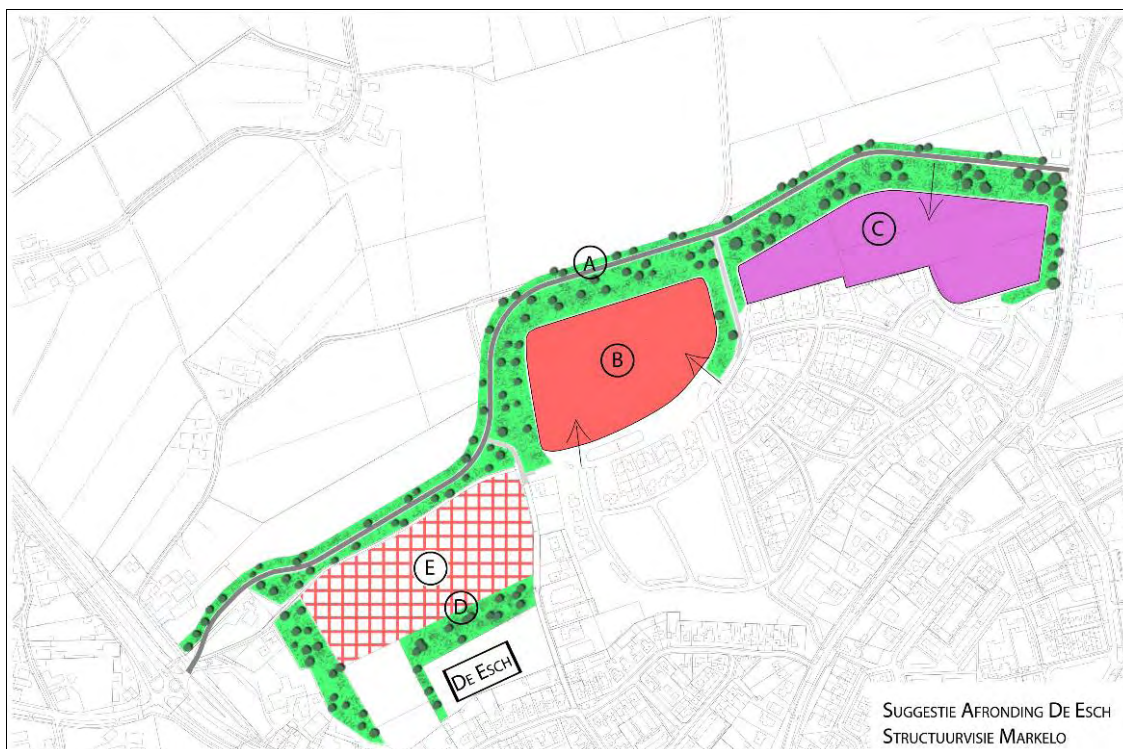 A
C
B
E
D
DE ESCH
SUGGESTIE AFRONDING DE ESCH
STRUCTUURVISIE MARKELO